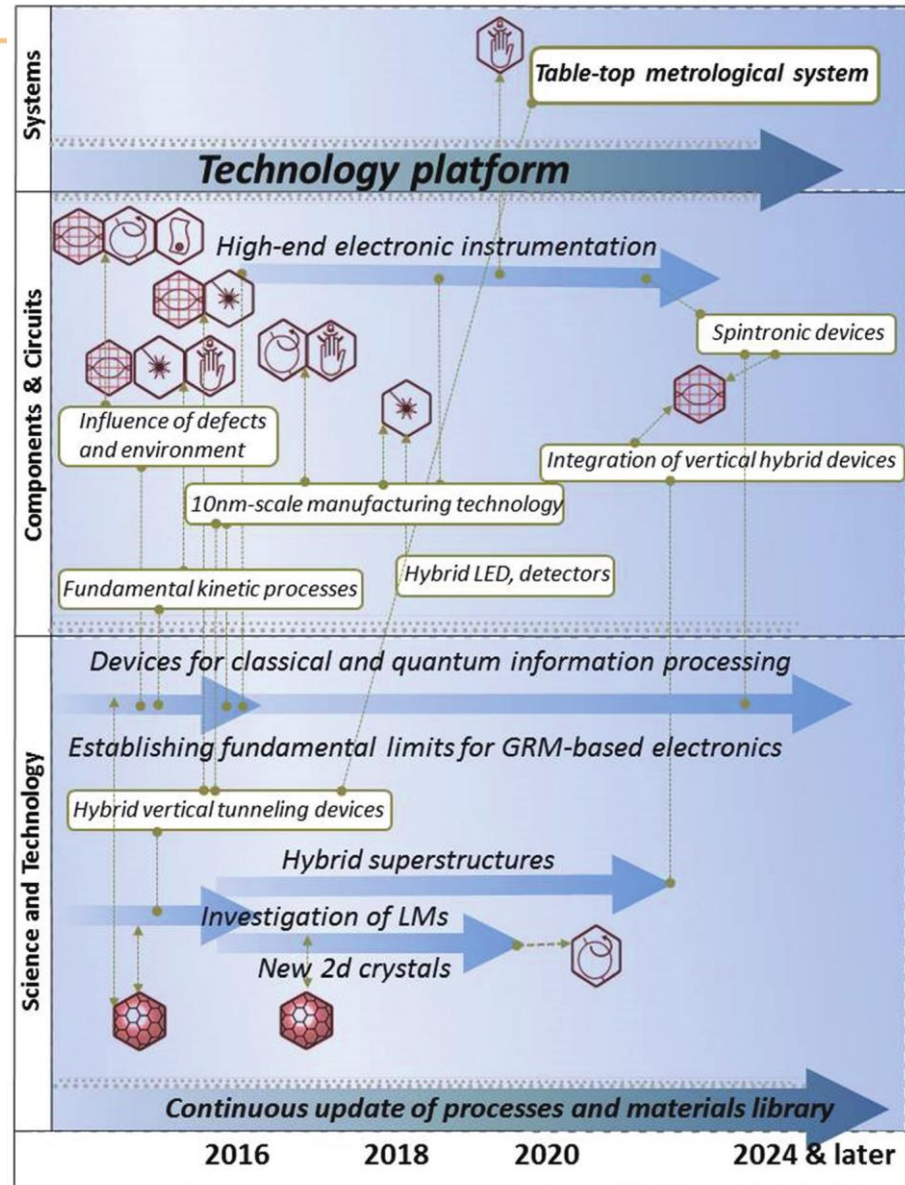 Systems
Table-top metrological system
Technology platform
Components & Circuits
High-end electronic instrumentation
Spintronic devices
Influence of defects
and environment
Integration of vertical hybrid devices
10nm-scale manufacturing technology
Hybrid LED, detectors
Fundamental kinetic processes
Science and Technology
Devices for classical and quantum information processing
Establishing fundamental limits for GRM-based electronics
Hybrid vertical tunneling devices
Hybrid superstructures
Investigation of LMs
New 2d crystals
Continuous update of processes and materials library
2016 2018 2020 2024 & later